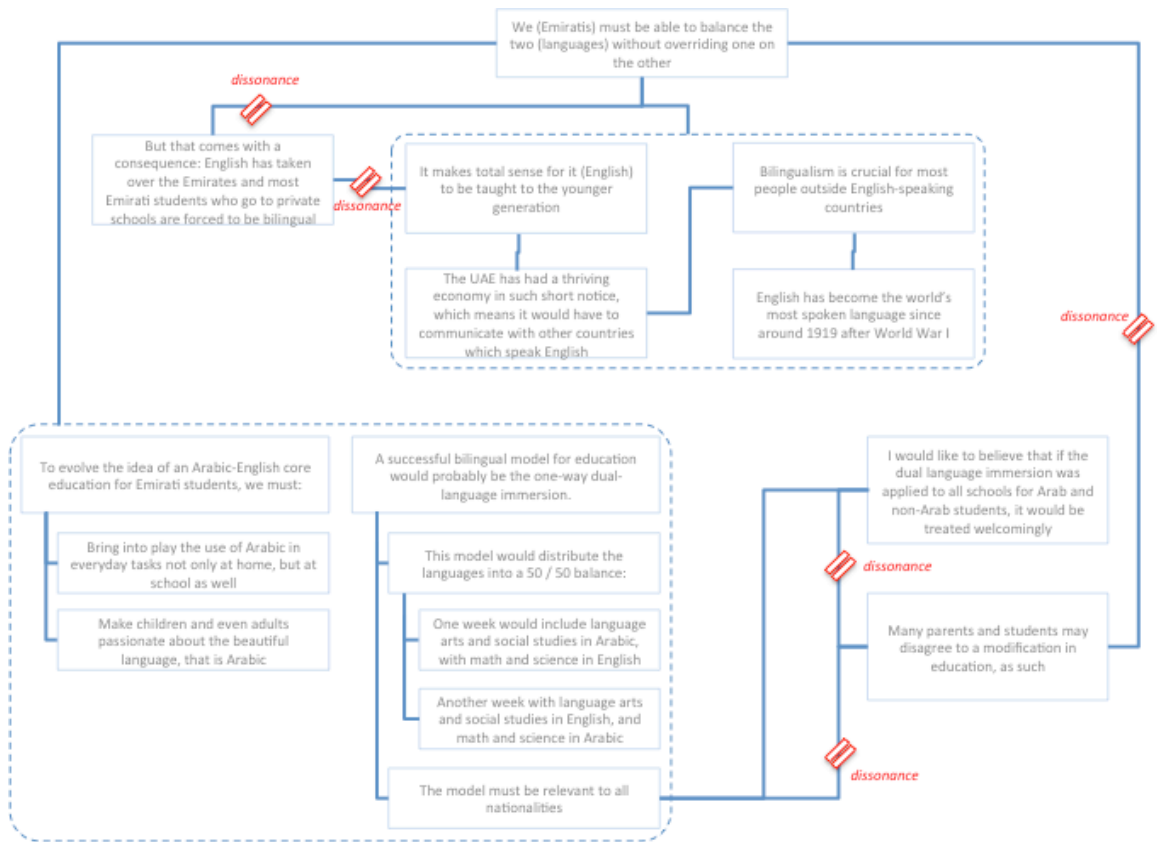 We (Emiratis) must be able to balance the
two (languages) without overriding one on
the other
dissonance
But that comes with a
consequence: English has taken
over the Emirates and most
Emirati students who go to private
schools are forced to be bilingual
dissonance
It makes total sense for it (English)
to be taught to the younger
generation
Bilingualism is crucial for most
people outside English-speaking
countries
The UAE has had a thriving
economy in such short notice,
which means it would have to
communicate with other countries
which speak English
English has become the world's
most spoken language since
around 1919 after World War I
dissonance
To evolve the idea of an Arabic-English core
education for Emirati students, we must:
Bring into play the use of Arabic in
everyday tasks not only at home, but at
school as well
Make children and even adults
passionate about the beautiful
language, that is Arabic
A successful bilingual model for education
would probably be the one-way dual-
language immersion.
This model would distribute the
languages into a 50 / 50 balance:
One week would include language
arts and social studies in Arabic,
with math and science in English
Another week with language arts
and social studies in English, and
math and science in Arabic
The model must be relevant to all
nationalities
I would like to believe that if the
dual language immersion was
applied to all schools for Arab and
non-Arab students, it would be
treated welcomingly
dissonance
Many parents and students may
disagree to a modification in
education, as such
dissonance